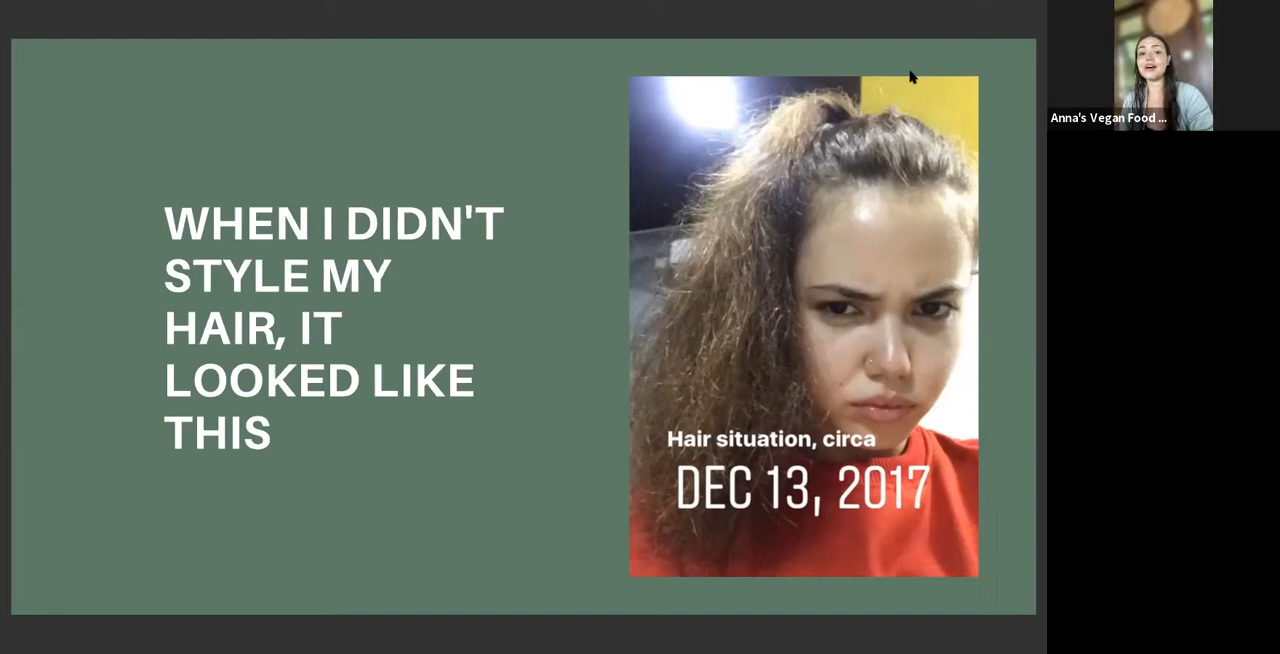 WHEN I DIDN'T
STYLE MY
HAIR, IT
LOOKED LIKE
THIS
Hair situation, circa
DEC 13, 2017
Anna's Vegan Food ...